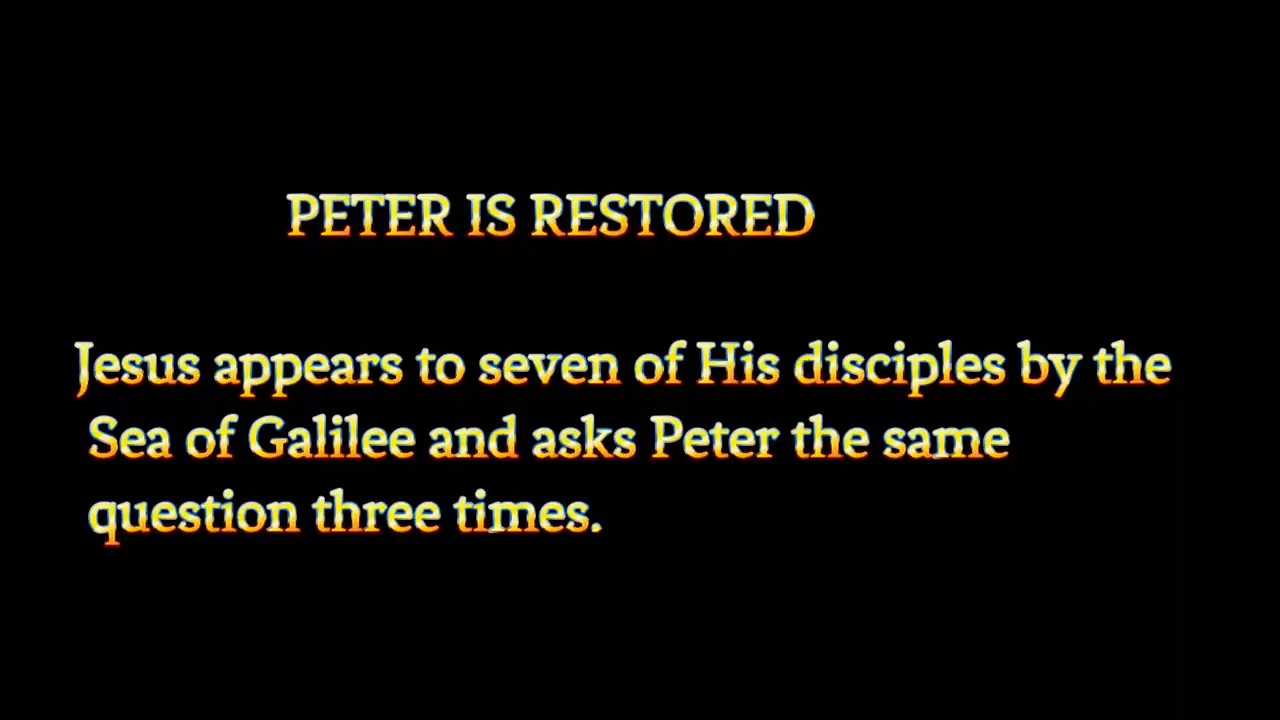 PETER IS RESTORED
Jesus appears to seven of His disciples by the
Sea of Galilee and asks Peter the same
question three times.